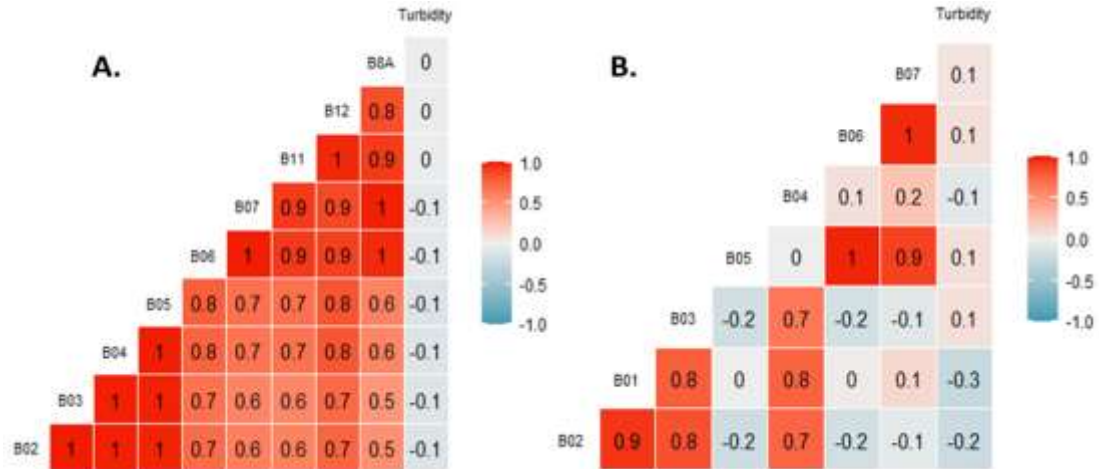 Turbidity
A.
B8A 0
B12 0.8 0
B11 1 0.9 0
B07 0.9 0.9 1 -0.1
B06 1 0.9 0.9 1 -0.1
B05 0.8 0.7 0.7 0.8 0.6 -0.1
B04 1 0.8 0.7 0.7 0.8 0.6 -0.1
B03 1 1 0.7 0.6 0.6 0.7 0.5 -0.1
B02 1 1 1 0.7 0.6 0.6 0.7 0.5 -0.1
1.0
0.5
0.0
-0.5
-1.0
Turbidity
B.
B07 0.1
B06 1 0.1
B04 0.1 0.2 -0.1
B05 0 1 0.9 0.1
B03 -0.2 0.7 -0.2 -0.1 0.1
B01 0.8 0 0.8 0 0.1 -0.3
B02 0.9 0.8 -0.2 0.7 -0.2 -0.1 -0.2
1.0
0.5
0.0
-0.5
-1.0